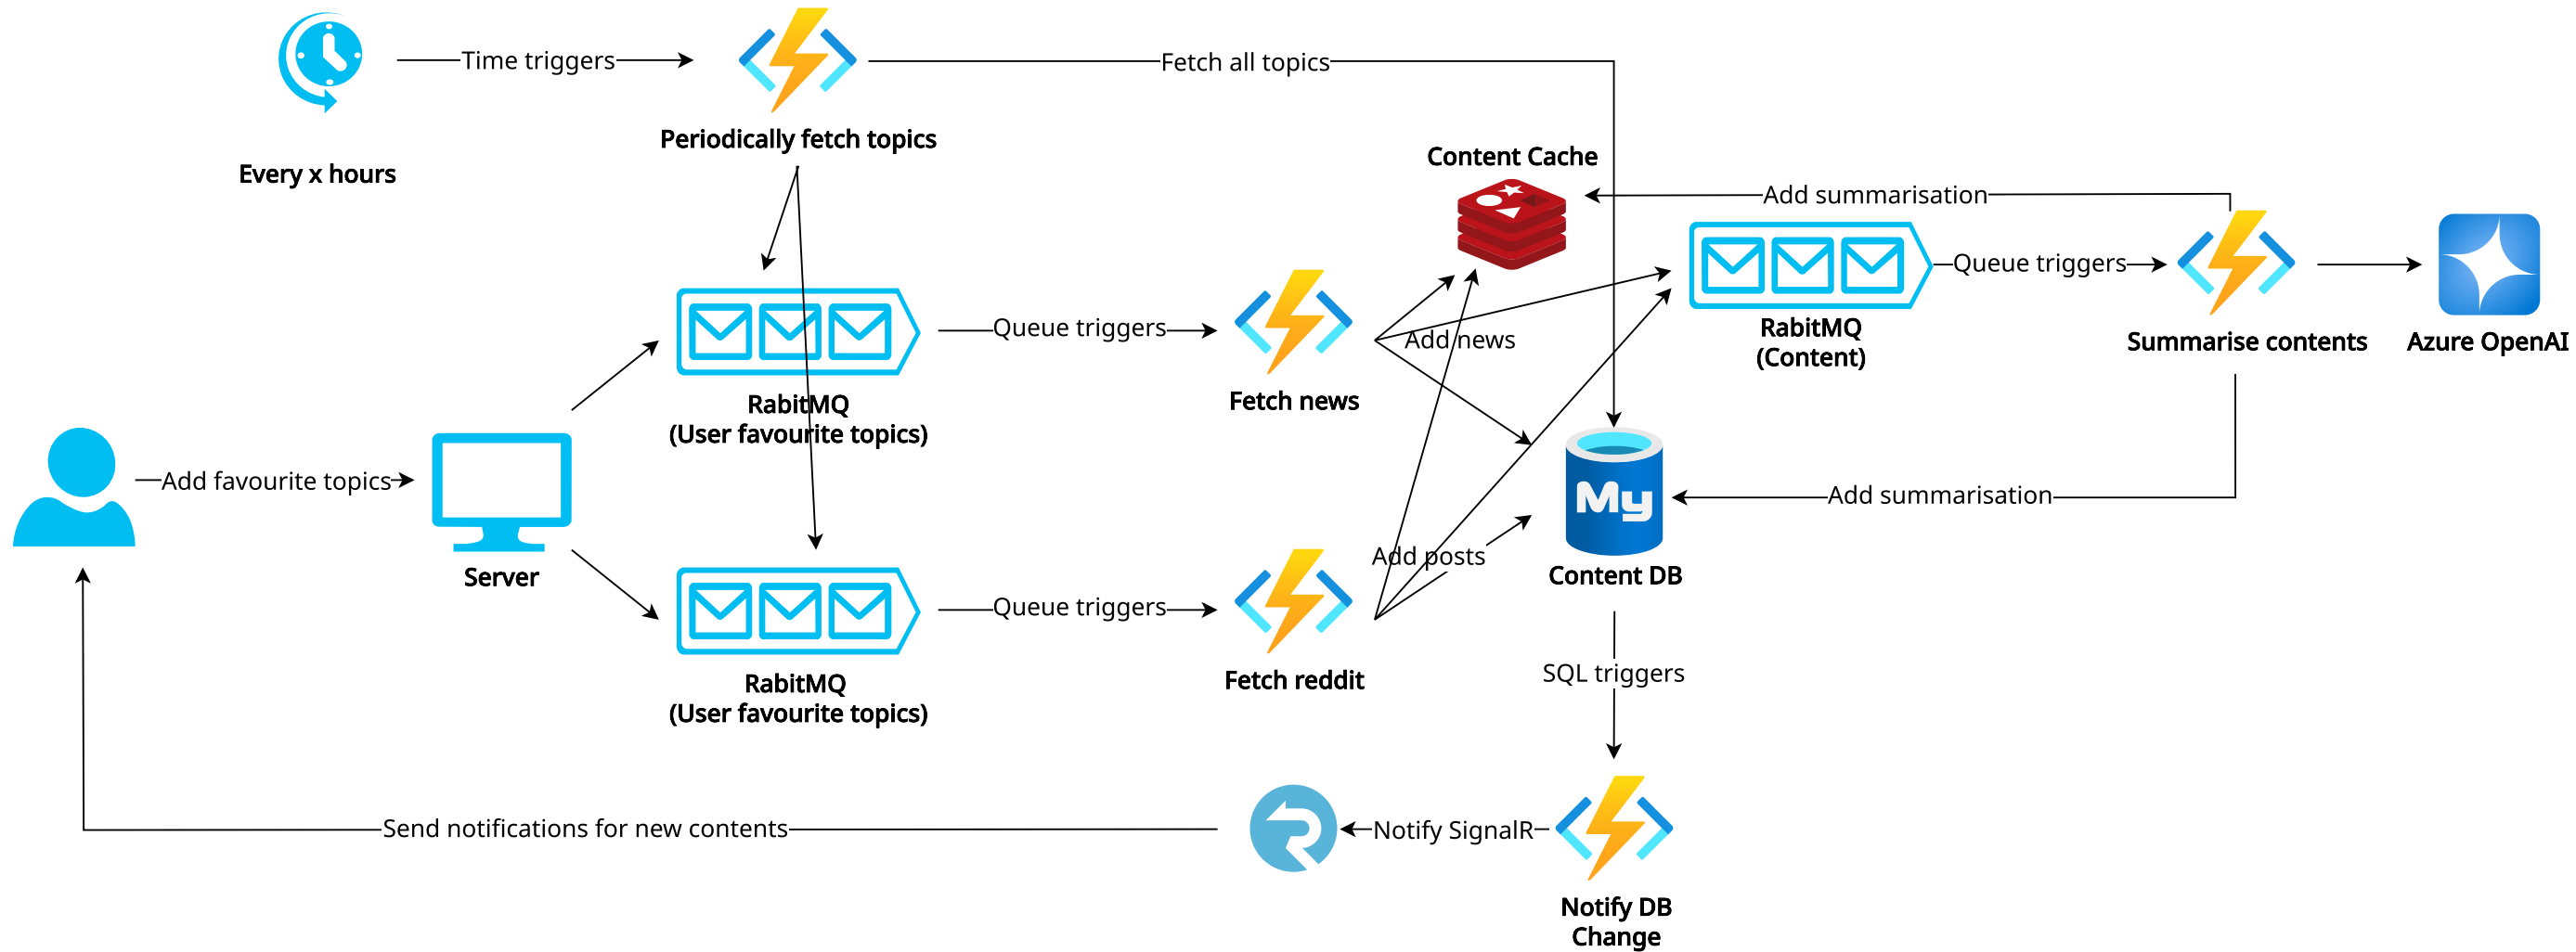 Time triggers
Fetch all topics
Periodically fetch topics
Every x hours
Content Cache
Add summarisation
Queue triggers
RabitMQ
(Content)
Summarise contents
Azure OpenAI
Queue triggers
Add news
Fetch news
RabitMQ
(User favourite topics)
Add favourite topics
Server
Add summarisation
Add posts
Content DB
Queue triggers
Fetch reddit
RabitMQ
(User favourite topics)
SQL triggers
My
Send notifications for new contents
Notify SignalR
Notify DB
Change